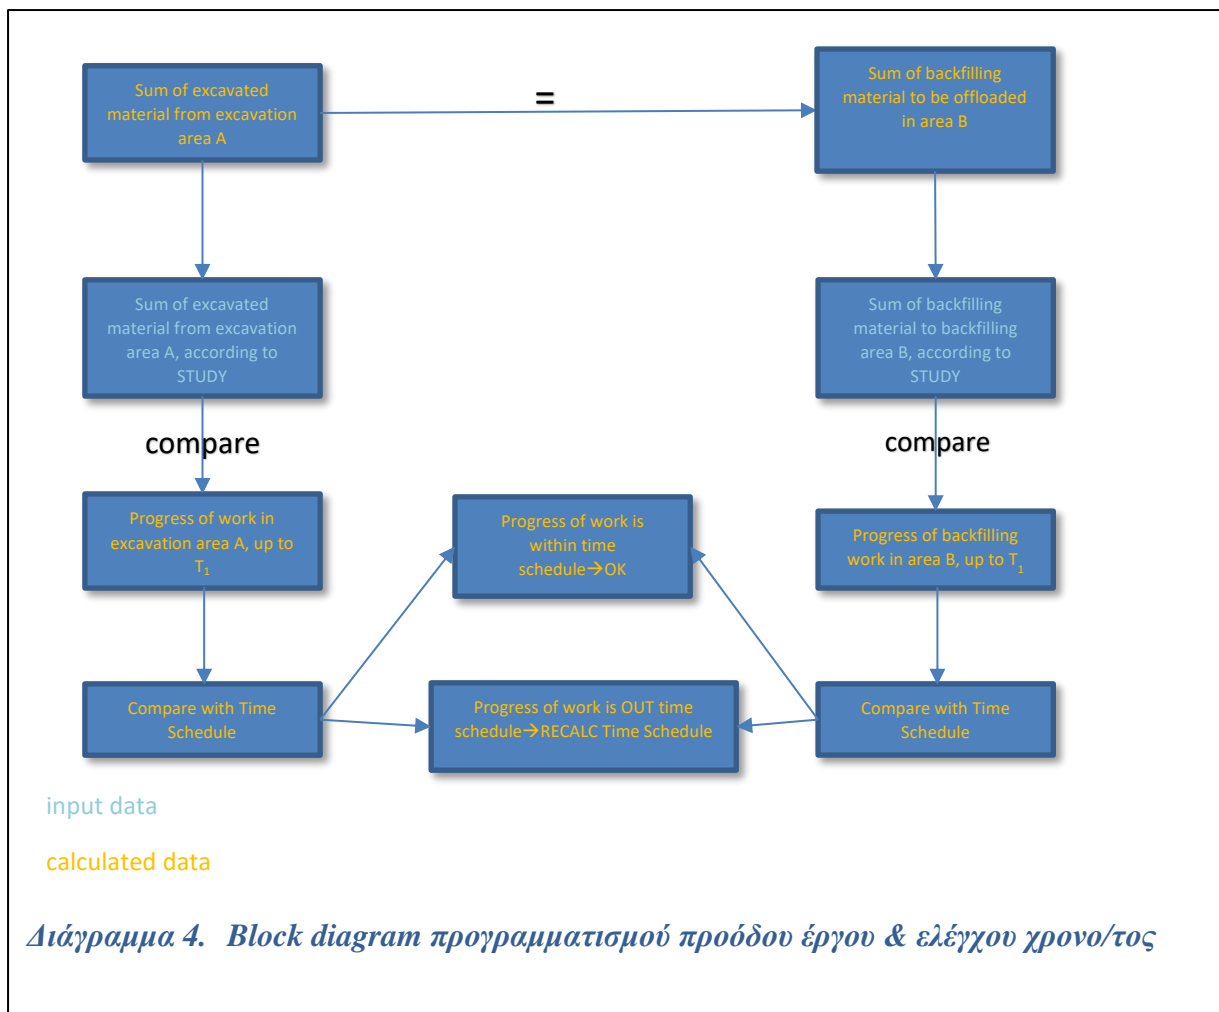 Sum of excavated
material from excavation
area A
=
Sum of backfilling
material to be offloaded
in area B
Sum of excavated
material from excavation
area A, according to
STUDY
Sum of backfilling
material to backfilling
area B, according to
STUDY
compare
compare
Progress of work in
excavation area A, up to
T₁
Progress of work is
within time
schedule→OK
Progress of backfilling
work in area B, up to T₁
Compare with Time
Schedule
Progress of work is OUT time
schedule→RECALC Time Schedule
Compare with Time
Schedule
input data
calculated data
Διάγραμμα 4. Block diagram προγραμματισμού προόδου έργου & ελέγχου χρονο/τος